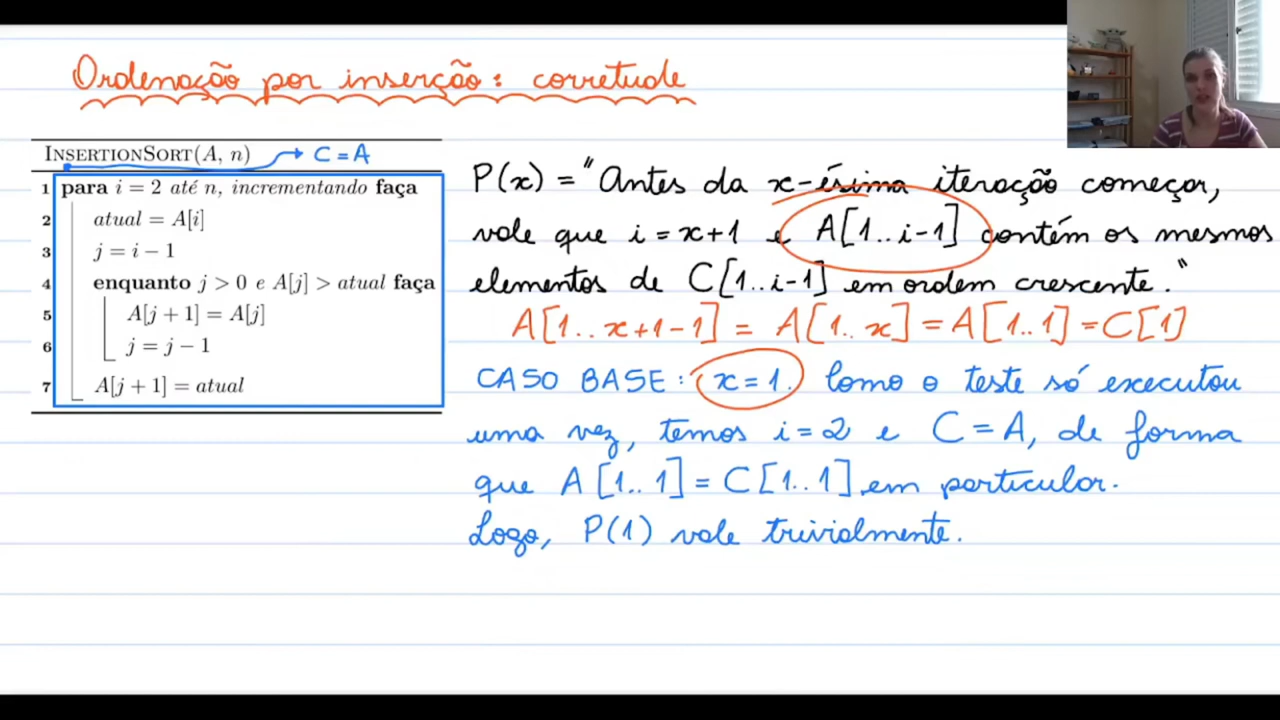 Ordenação por inserção: corretude
INSERTIONSORT(A, n) → C = A
1 para i = 2 até n, incrementando faça
2 atual = A[i]
3 j = i − 1
4 enquanto j > 0 e A[j] > atual faça
5 A[j + 1] = A[j]
6 j = j − 1
7 A[j + 1] = atual
P(x) = "Antes da x-ésima iteração começar,
vale que i = x+1 e A[1..i-1] contém os mesmos
elementos de C[1..i-1] em ordem crescente."
A[1..x+1-1] = A[1..x] = A[1..1] = C[1]
CASO BASE: x = 1. Como o teste só executou
uma vez, temos i = 2 e C = A, de forma
que A[1..1] = C[1..1], em particular.
Logo, P(1) vale trivialmente.